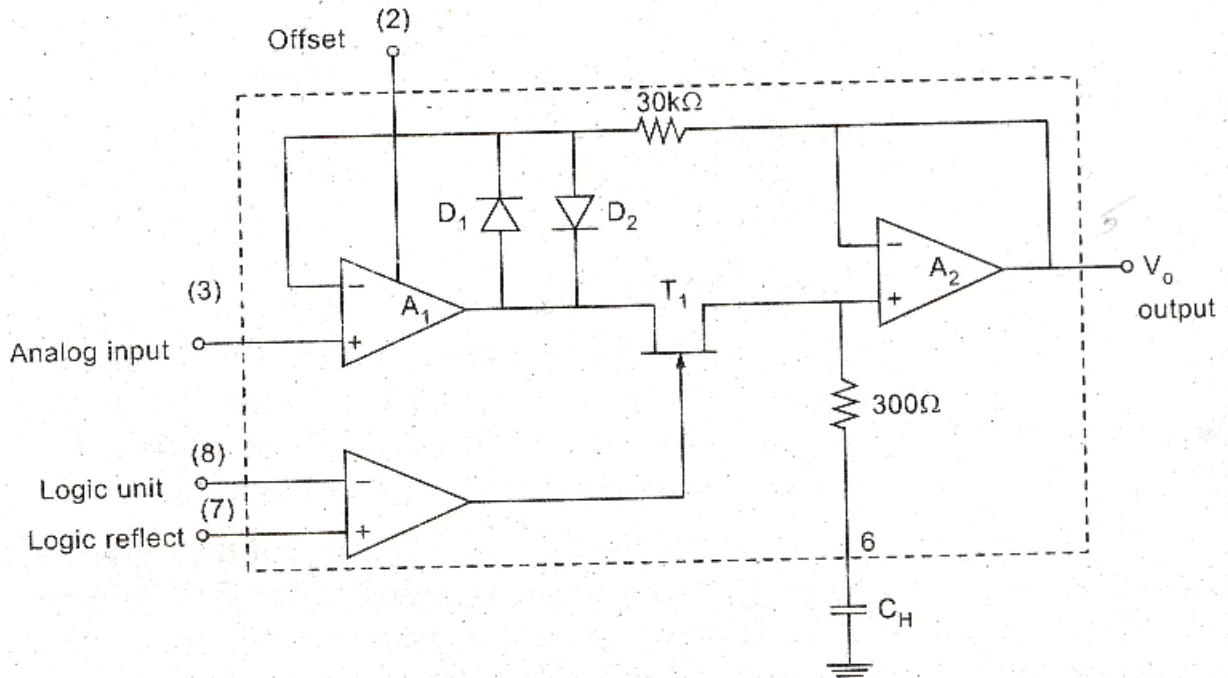 (2)
Offset
30kΩ
D1
D2
A1
A2
(3)
Analog input
T1
Vo
output
300Ω
(8)
Logic unit
(7)
Logic reflect
6
CH
−
+
−
+
−
+